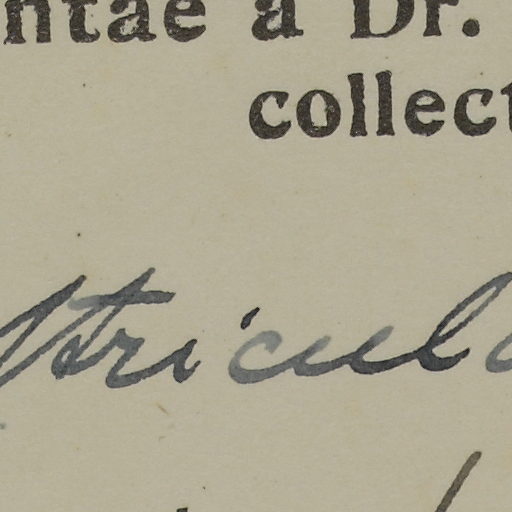 ntae a Dr.
collect
tricul